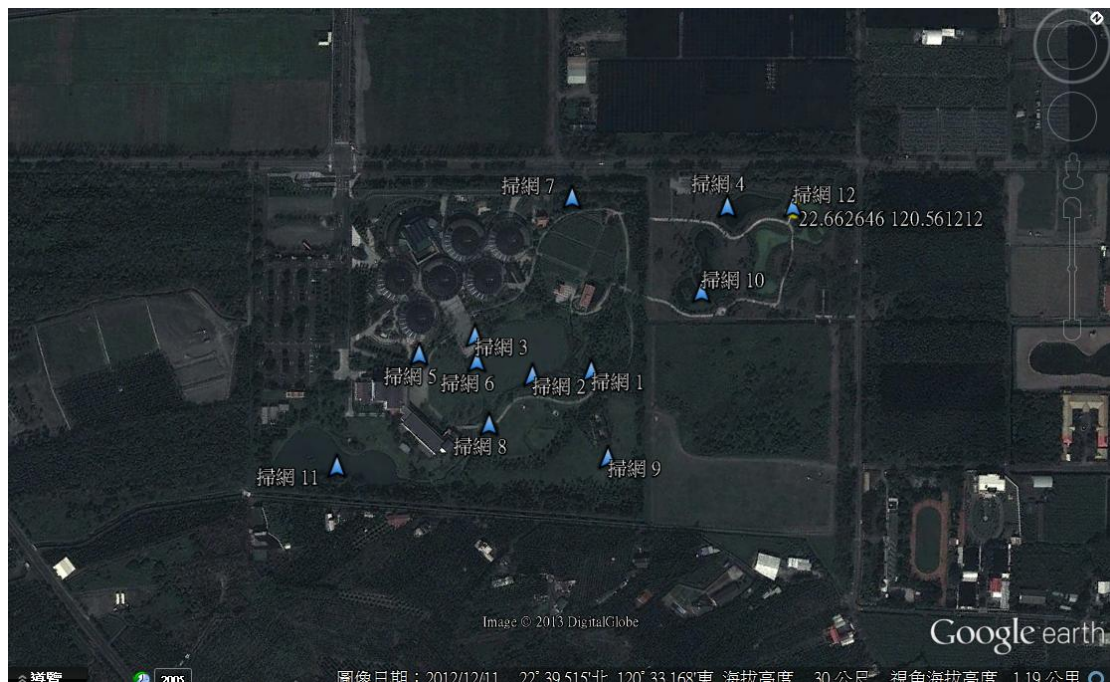 掃網 7
掃網 4
掃網 12
22.662646 120.561212
掃網 10
掃網 3
掃網 5
掃網 6
掃網 2
掃網 1
掃網 8
掃網 9
掃網 11
Image © 2013 DigitalGlobe
Google earth
導覽
2005
圖像日期：2012/12/11 22° 39.515'北 120° 33.168'東 海拔高度 30 公尺 視角海拔高度 1.19 公里